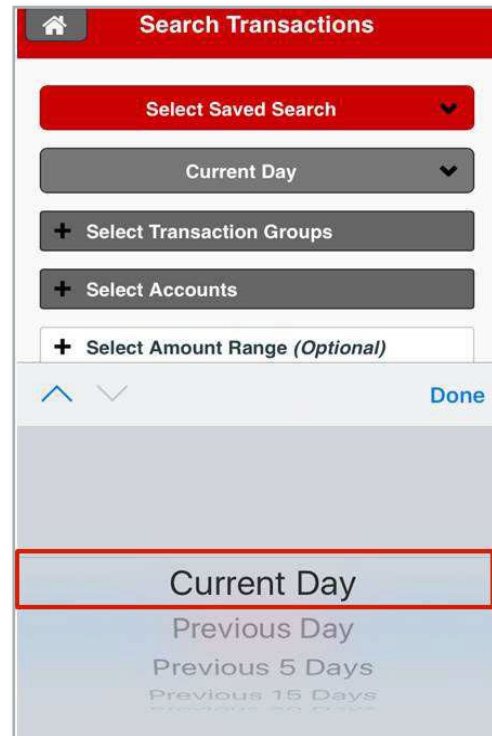 Search Transactions
Select Saved Search
Current Day
+ Select Transaction Groups
+ Select Accounts
+ Select Amount Range (Optional)
Done
Current Day
Previous Day
Previous 5 Days
Previous 15 Days